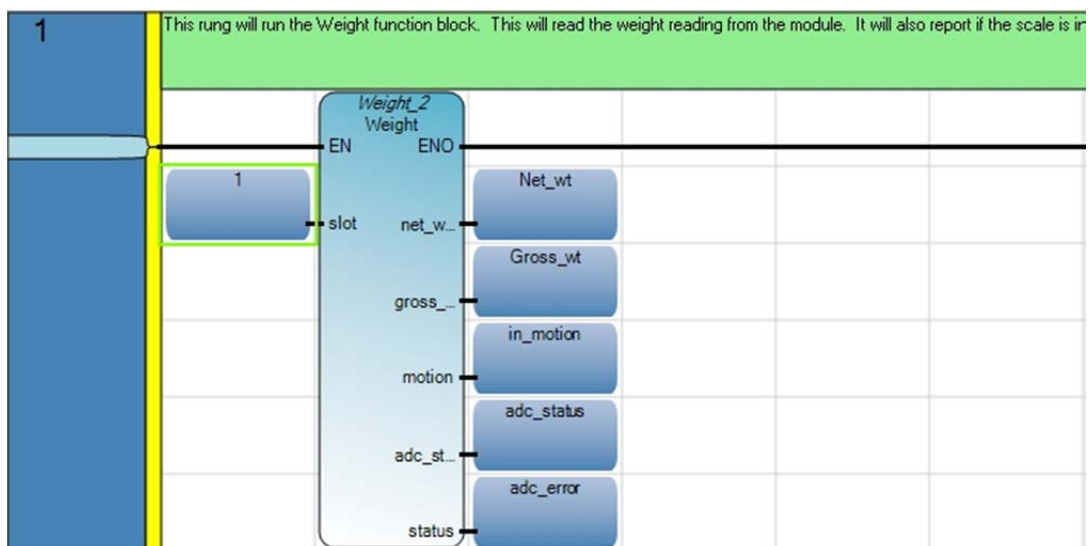 1
This rung will run the Weight function block. This will read the weight reading from the module. It will also report if the scale is in
Weight_2
Weight
EN ENO
1 Net_wt
slot net_w...
Gross_wt
gross_...
in_motion
motion
adc_status
adc_st...
adc_error
status